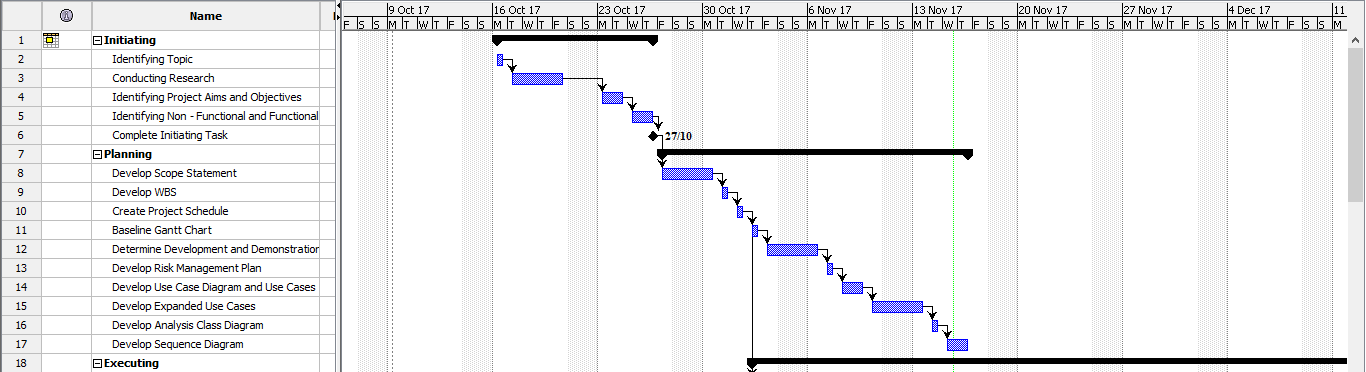 Name
9 Oct 17 16 Oct 17 23 Oct 17 30 Oct 17 6 Nov 17 13 Nov 17 20 Nov 17 27 Nov 17 4 Dec 17 11
F S S M T W T F S S M T W T F S S M T W T F S S M T W T F S S M T W T F S S M T W T F S S M T W T F S S M T W T F S S M T W T F S S M
1 Initiating
2 Identifying Topic
3 Conducting Research
4 Identifying Project Aims and Objectives
5 Identifying Non - Functional and Functional
6 Complete Initiating Task 27/10
7 Planning
8 Develop Scope Statement
9 Develop WBS
10 Create Project Schedule
11 Baseline Gantt Chart
12 Determine Development and Demonstration
13 Develop Risk Management Plan
14 Develop Use Case Diagram and Use Cases
15 Develop Expanded Use Cases
16 Develop Analysis Class Diagram
17 Develop Sequence Diagram
18 Executing